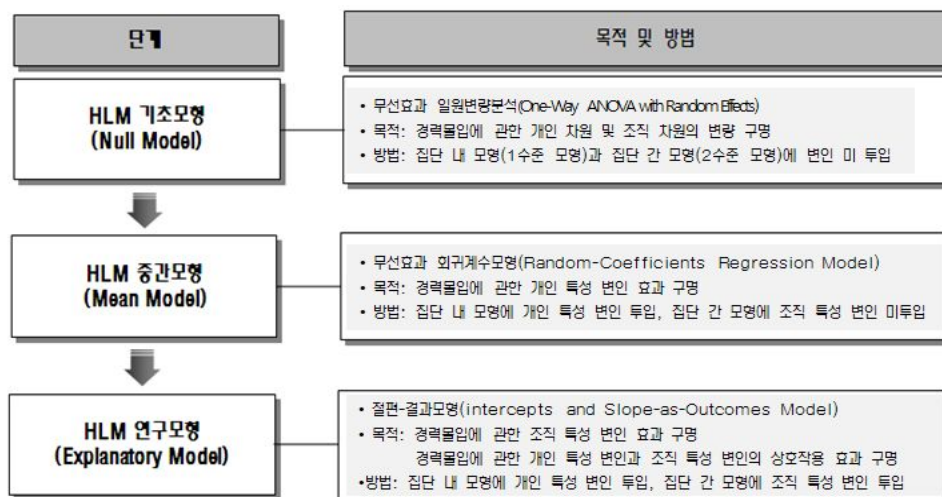 단계
목적 및 방법
HLM 기초모형
(Null Model)
• 무선효과 일원변량분석(One-Way ANOVA with Random Effects)
• 목적: 경력몰입에 관한 개인 차원 및 조직 차원의 변량 구명
• 방법: 집단 내 모형(1수준 모형)과 집단 간 모형(2수준 모형)에 변인 미 투입
HLM 중간모형
(Mean Model)
• 무선효과 회귀계수모형(Random-Coefficients Regression Model)
• 목적: 경력몰입에 관한 개인 특성 변인 효과 구명
• 방법: 집단 내 모형에 개인 특성 변인 투입, 집단 간 모형에 조직 특성 변인 미투입
HLM 연구모형
(Explanatory Model)
• 절편-결과모형(intercepts and Slope-as-Outcomes Model)
• 목적: 경력몰입에 관한 조직 특성 변인 효과 구명
경력몰입에 관한 개인 특성 변인과 조직 특성 변인의 상호작용 효과 구명
•방법: 집단 내 모형에 개인 특성 변인 투입, 집단 간 모형에 조직 특성 변인 투입